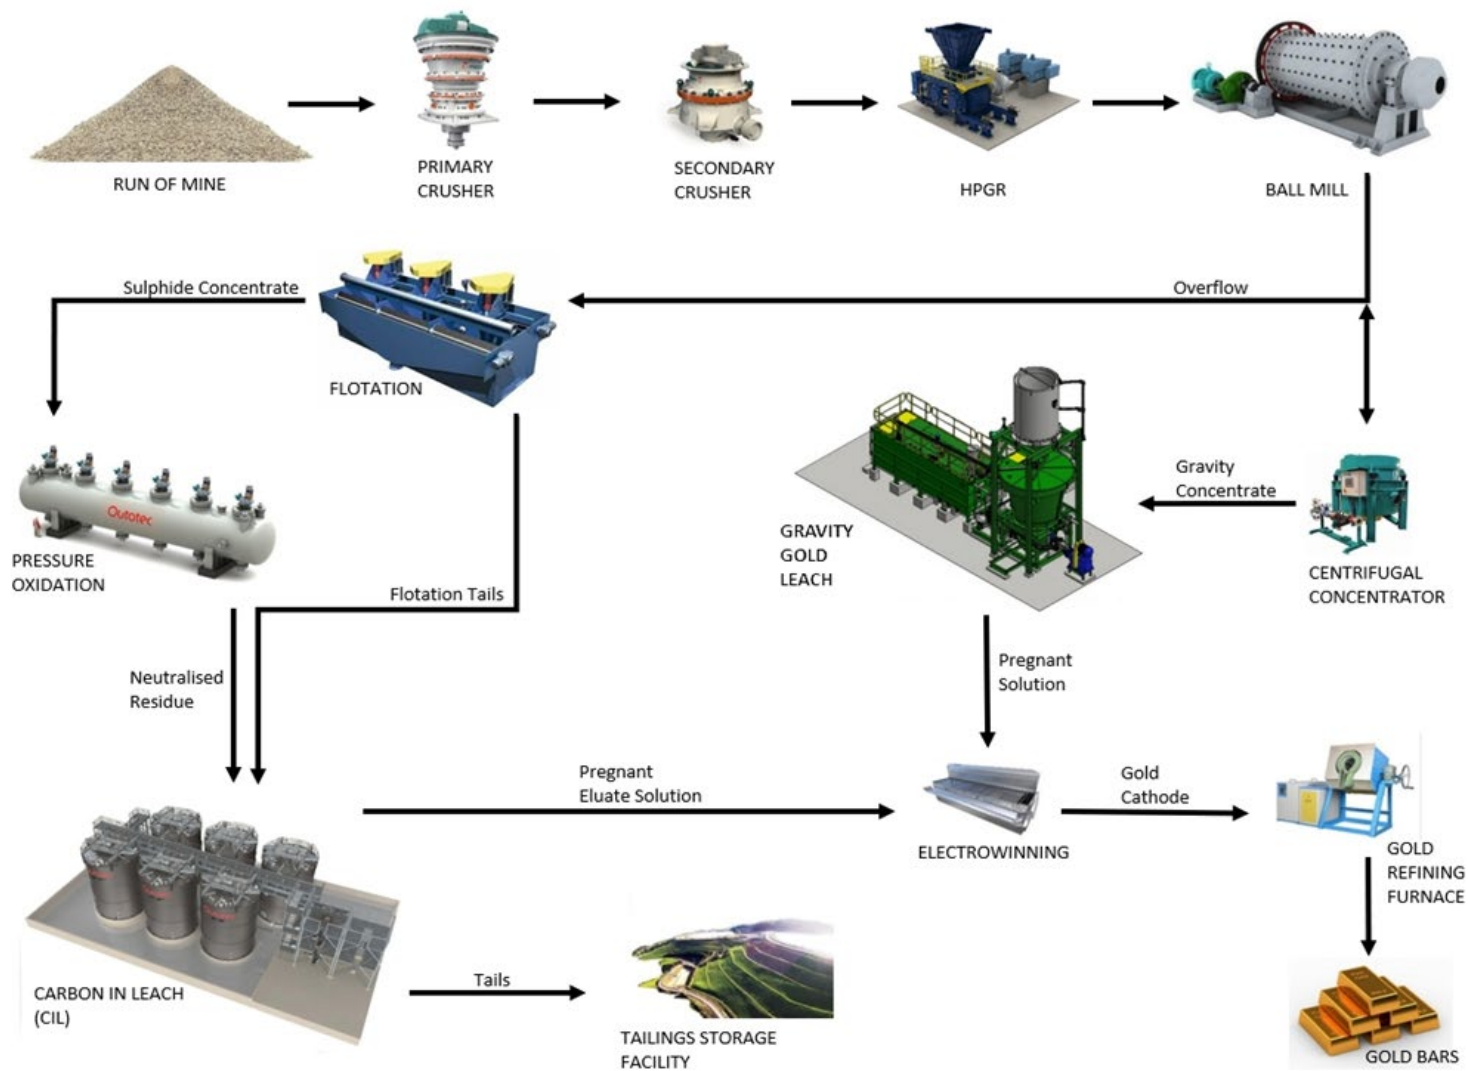 RUN OF MINE
PRIMARY
CRUSHER
SECONDARY
CRUSHER
HPGR
BALL MILL
Sulphide Concentrate
Overflow
FLOTATION
Gravity
Concentrate
Outotec
PRESSURE
OXIDATION
GRAVITY
GOLD
LEACH
CENTRIFUGAL
CONCENTRATOR
Flotation Tails
Neutralised
Residue
Pregnant
Solution
Pregnant
Eluate Solution
Gold
Cathode
ELECTROWINNING
GOLD
REFINING
FURNACE
CARBON IN LEACH
(CIL)
Tails
TAILINGS STORAGE
FACILITY
GOLD BARS